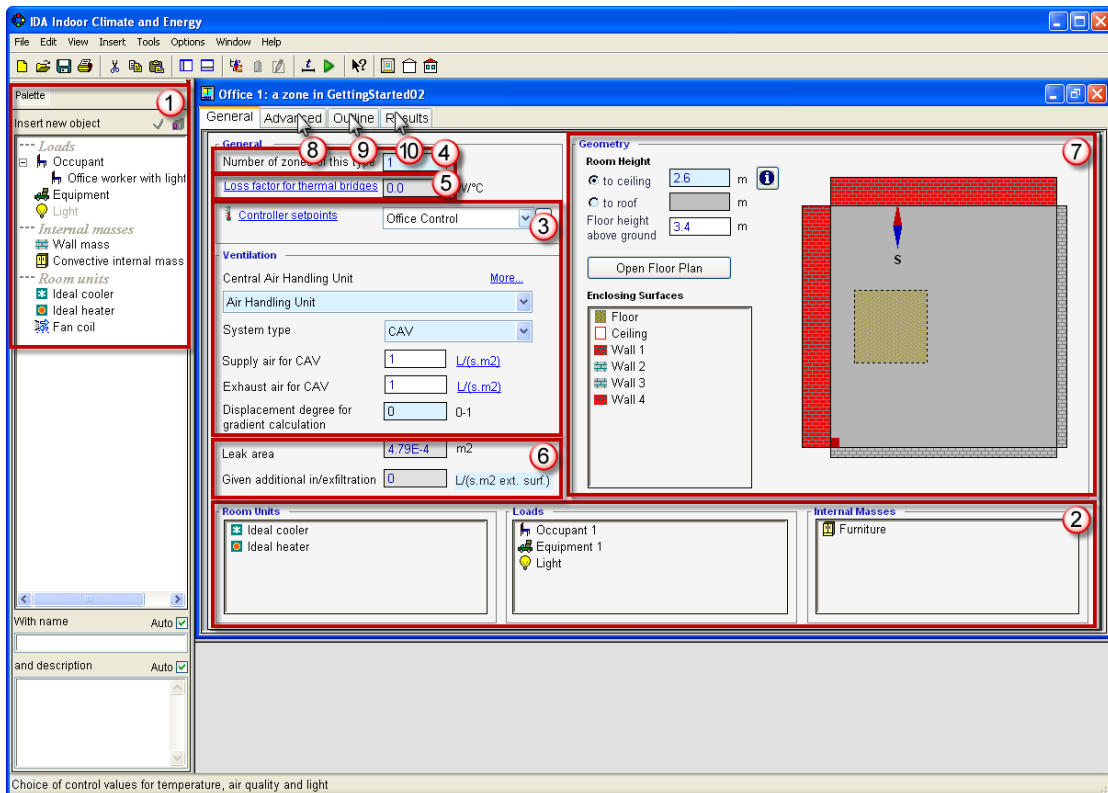 IDA Indoor Climate and Energy
File Edit View Insert Tools Options Window Help
Palette
1
Insert new object
Loads
Occupant
Office worker with light
Equipment
Light
Internal masses
Wall mass
Convective internal mass
Room units
Ideal cooler
Ideal heater
Fan coil
With name Auto
and description Auto
Office 1: a zone in GettingStarted02
General Advanced Outline Results
8 9 10
General
Number of zones of this type 1 4
Loss factor for thermal bridges 0.0 W/°C 5
Controller setpoints Office Control 3
Ventilation
Central Air Handling Unit More...
Air Handling Unit
System type CAV
Supply air for CAV 1 L/(s.m2)
Exhaust air for CAV 1 L/(s.m2)
Displacement degree for 0 0-1
gradient calculation
Leak area 4.79E-4 m2 6
Given additional in/exfiltration 0 L/(s.m2 ext. surf.)
Geometry 7
Room Height
to ceiling 2.6 m
to roof m
Floor height 3.4 m
above ground
Open Floor Plan
S
Enclosing Surfaces
Floor
Ceiling
Wall 1
Wall 2
Wall 3
Wall 4
Room Units
Ideal cooler
Ideal heater
Loads
Occupant 1
Equipment 1
Light
Internal Masses 2
Furniture
Choice of control values for temperature, air quality and light